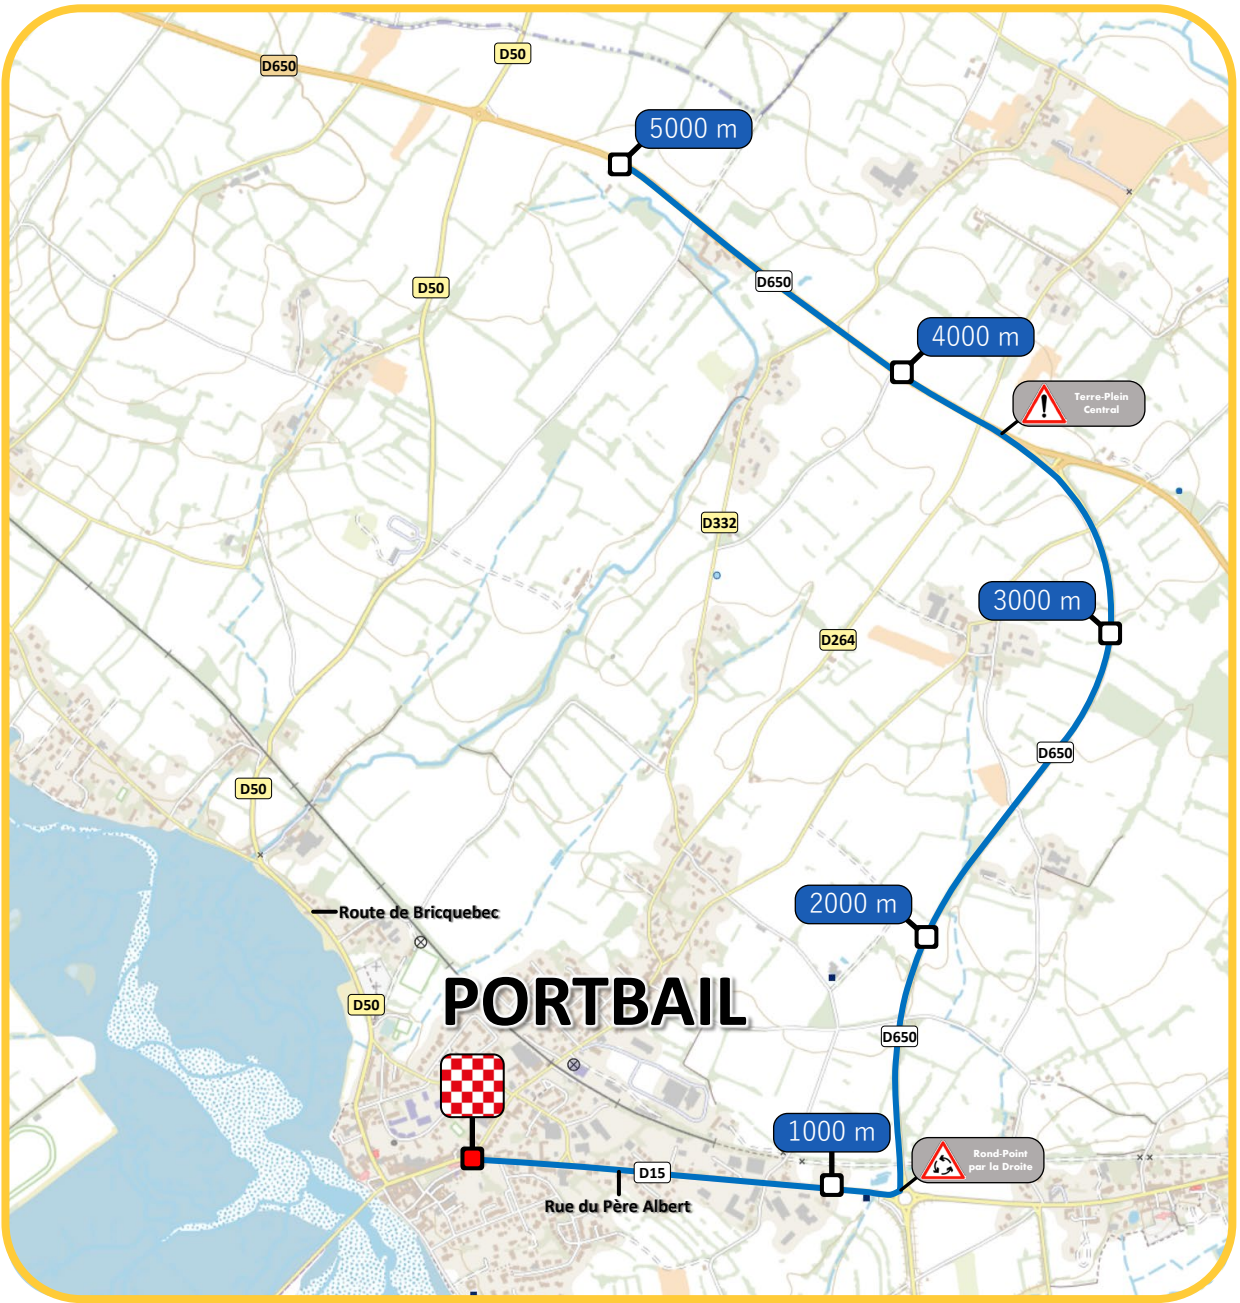 D50
D650
5000 m
D650
D50
4000 m
Terre-Plein
Central
D332
3000 m
D264
D650
D50
2000 m
Route de Bricquebec
PORTBAIL
D50
D650
1000 m
Rond-Point
par la Droite
D15
Rue du Père Albert